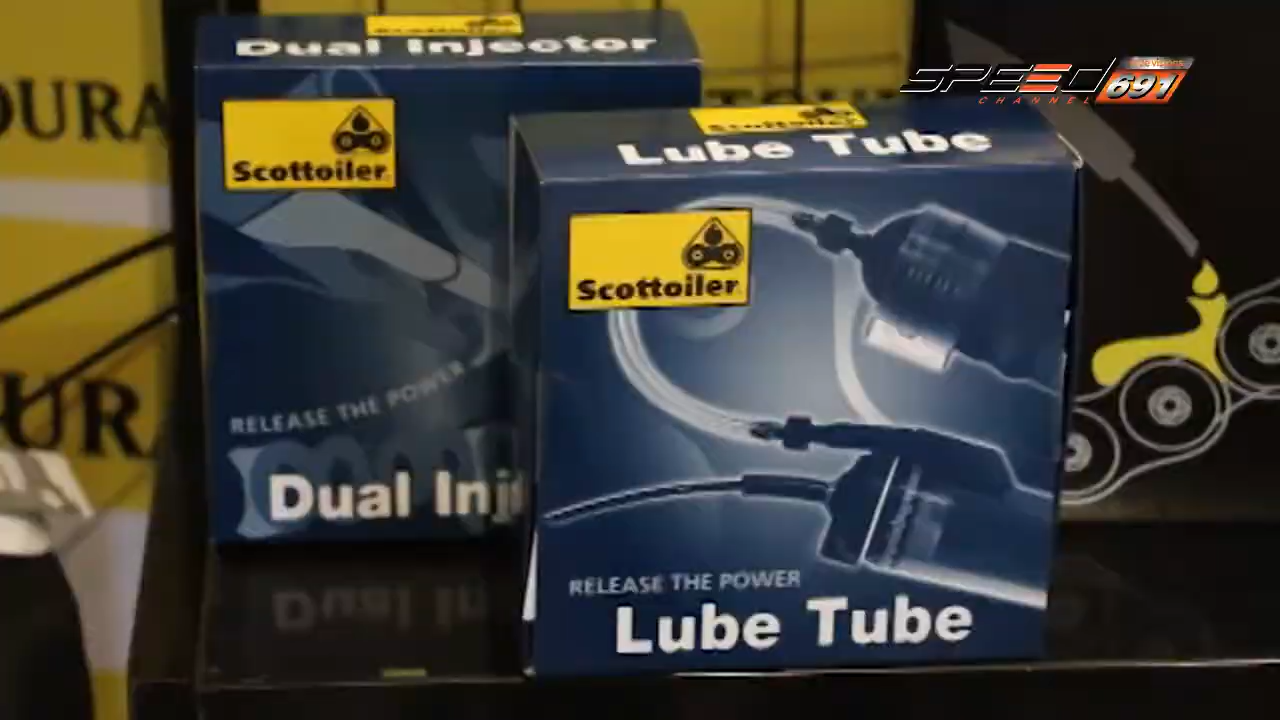 Dual Injector
Scottoiler
RELEASE THE POWER
Dual Inj
Scottoiler
Lube Tube
Scottoiler
RELEASE THE POWER
Lube Tube
SPEED
CHANNEL
691
DURA